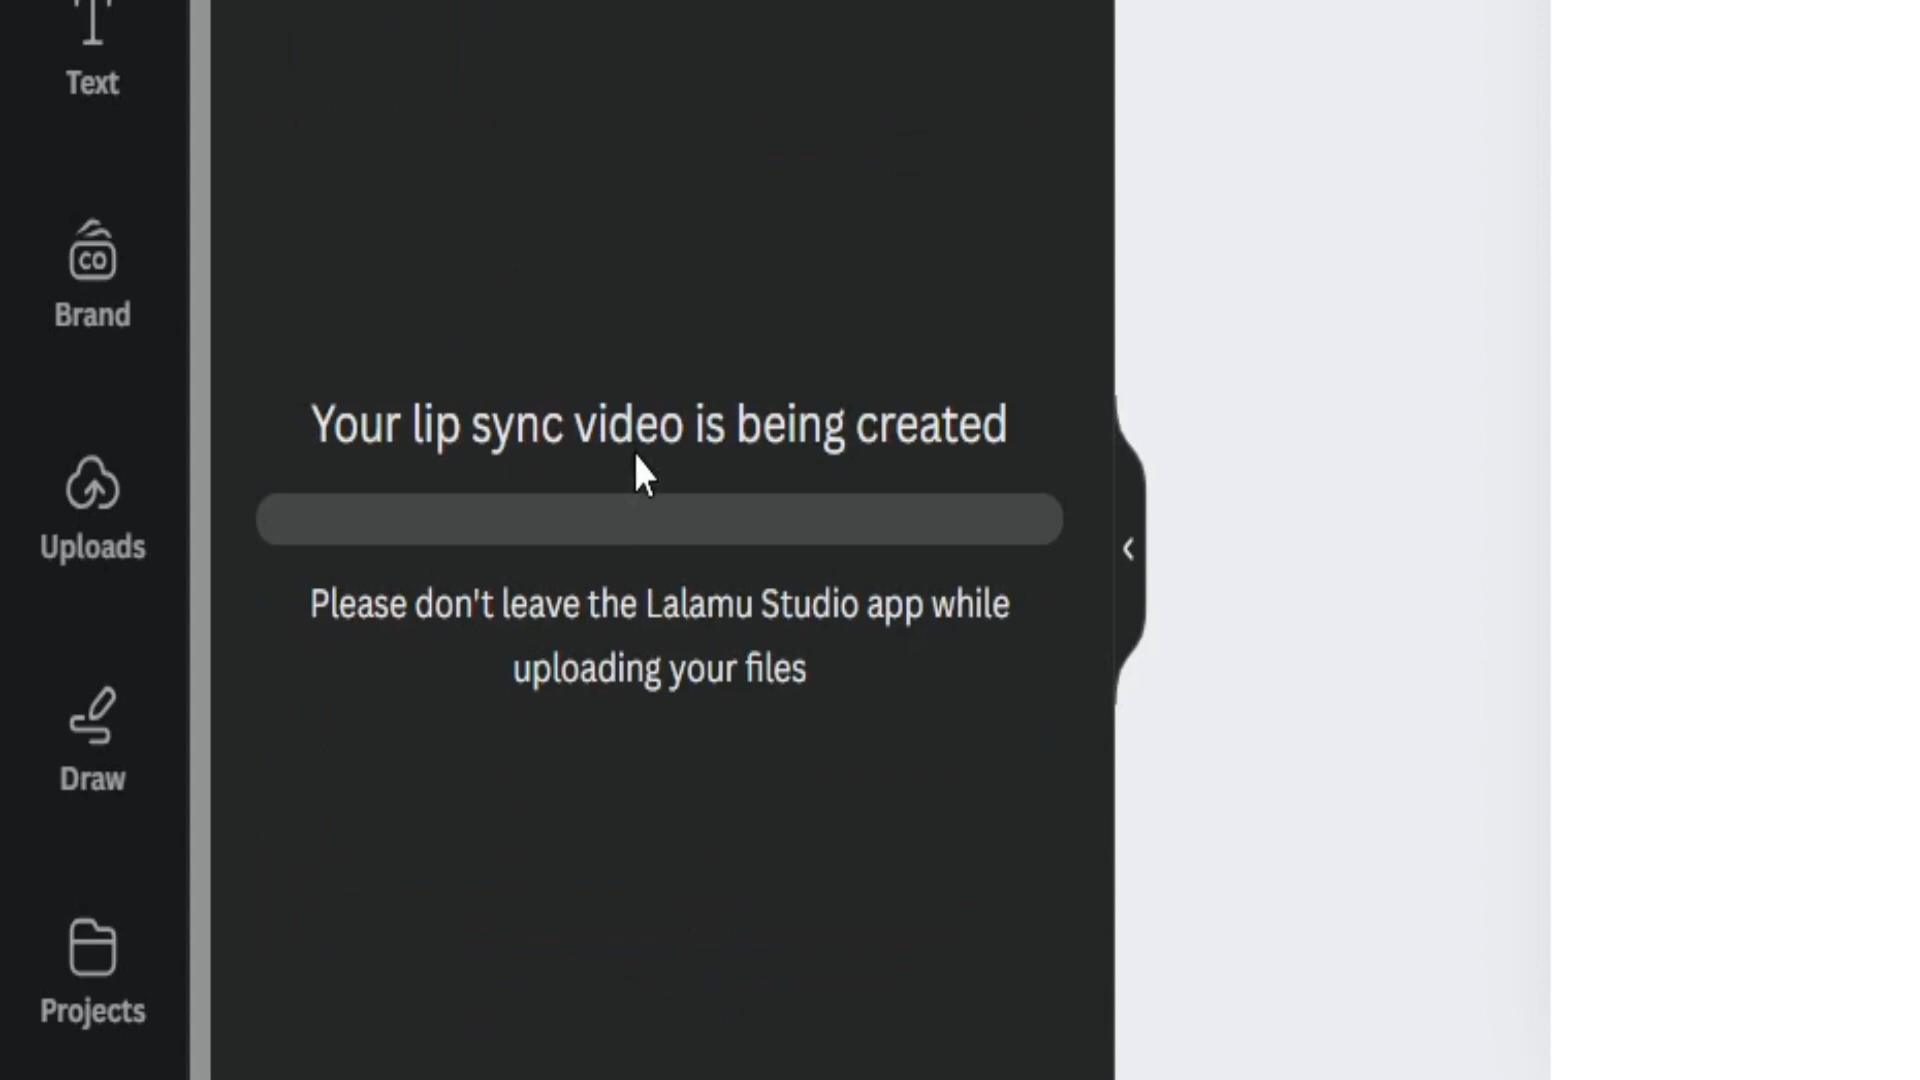 Text
Brand
CO
Uploads
Draw
Projects
Your lip sync video is being created
Please don't leave the Lalamu Studio app while
uploading your files